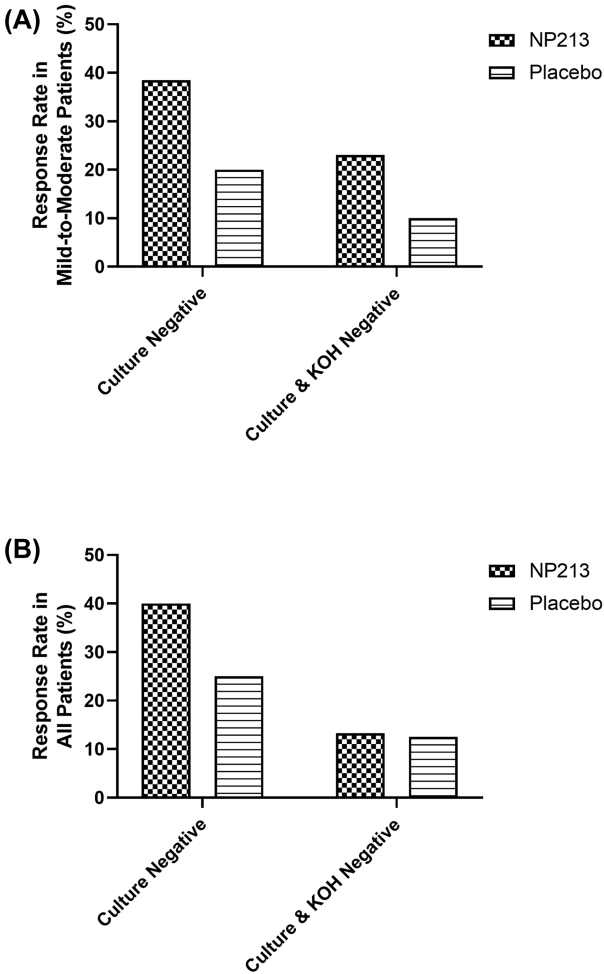 (A)
Response Rate in
Mild-to-Moderate Patients (%)
50
40
30
20
10
0
Culture Negative
Culture & KOH Negative
NP213
Placebo
(B)
Response Rate in
All Patients (%)
50
40
30
20
10
0
Culture Negative
Culture & KOH Negative
NP213
Placebo